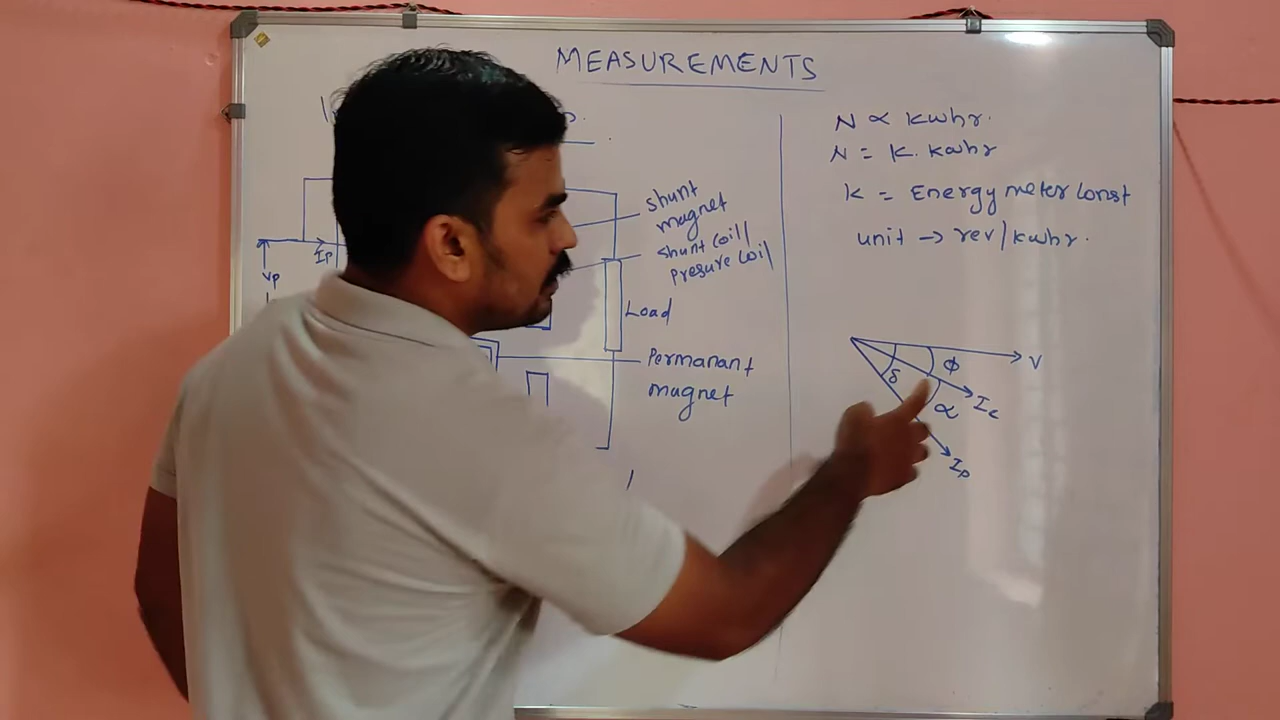 MEASUREMENTS
shunt
magnet
shunt coil/
presure coil
Ip
Vp
Load
Permanant
magnet
N ∝ kwhr.
N = K. kwhr
K = Energy meter Const
unit → rev/kwhr.
V
φ
δ
Ic
α
Ip